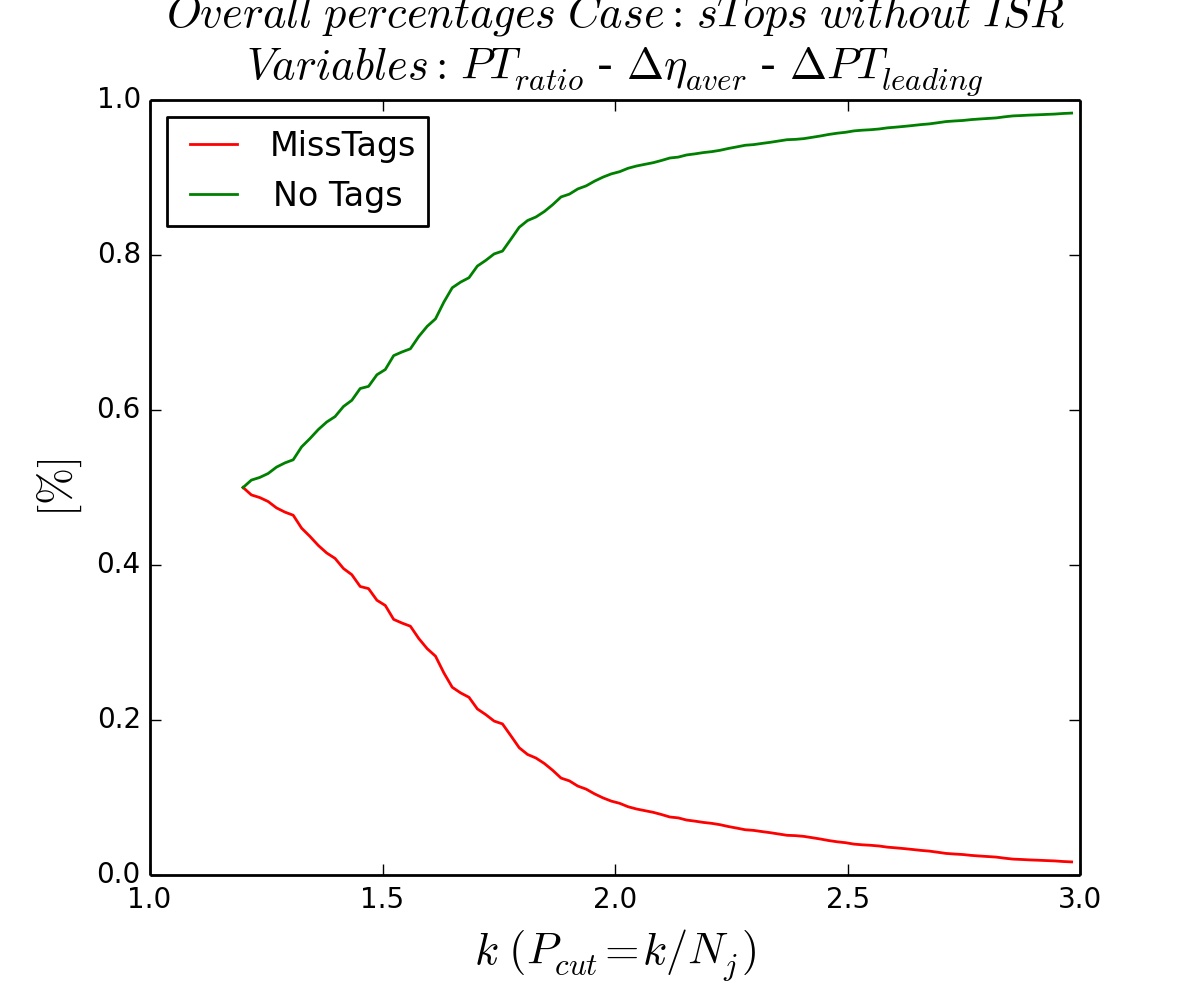 Overall percentages Case: sTops without ISR
Variables: PT_ratio - Δη_aver - ΔPT_leading
1.0
MissTags
No Tags
0.8
0.6
[%]
0.4
0.2
0.0
1.0 1.5 2.0 2.5 3.0
k (P_cut = k/N_j)